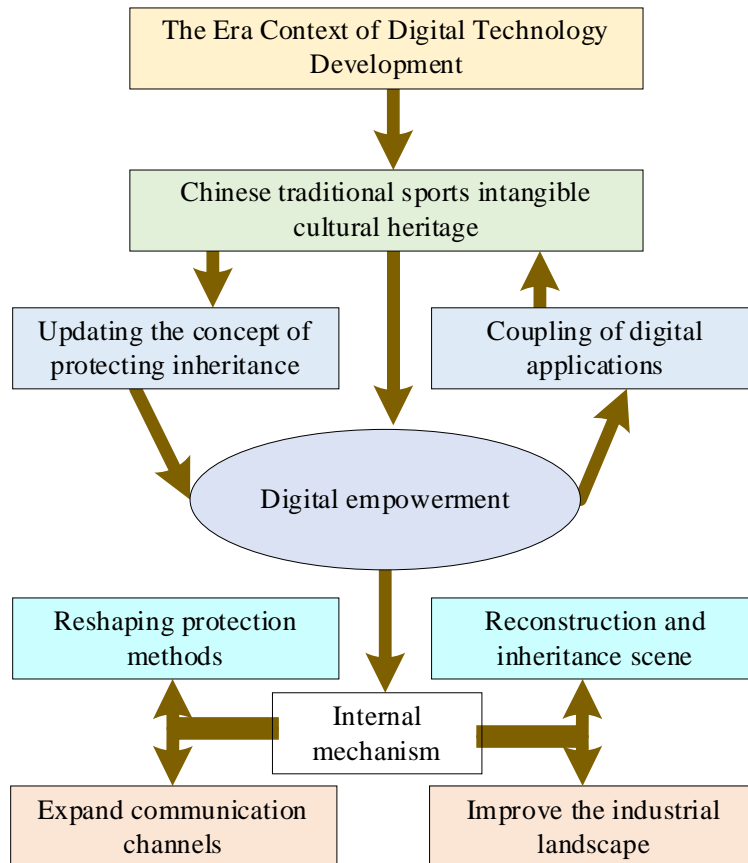 The Era Context of Digital Technology
Development
Chinese traditional sports intangible
cultural heritage
Updating the concept of
protecting inheritance
Coupling of digital
applications
Digital empowerment
Reshaping protection
methods
Reconstruction and
inheritance scene
Internal
mechanism
Expand communication
channels
Improve the industrial
landscape